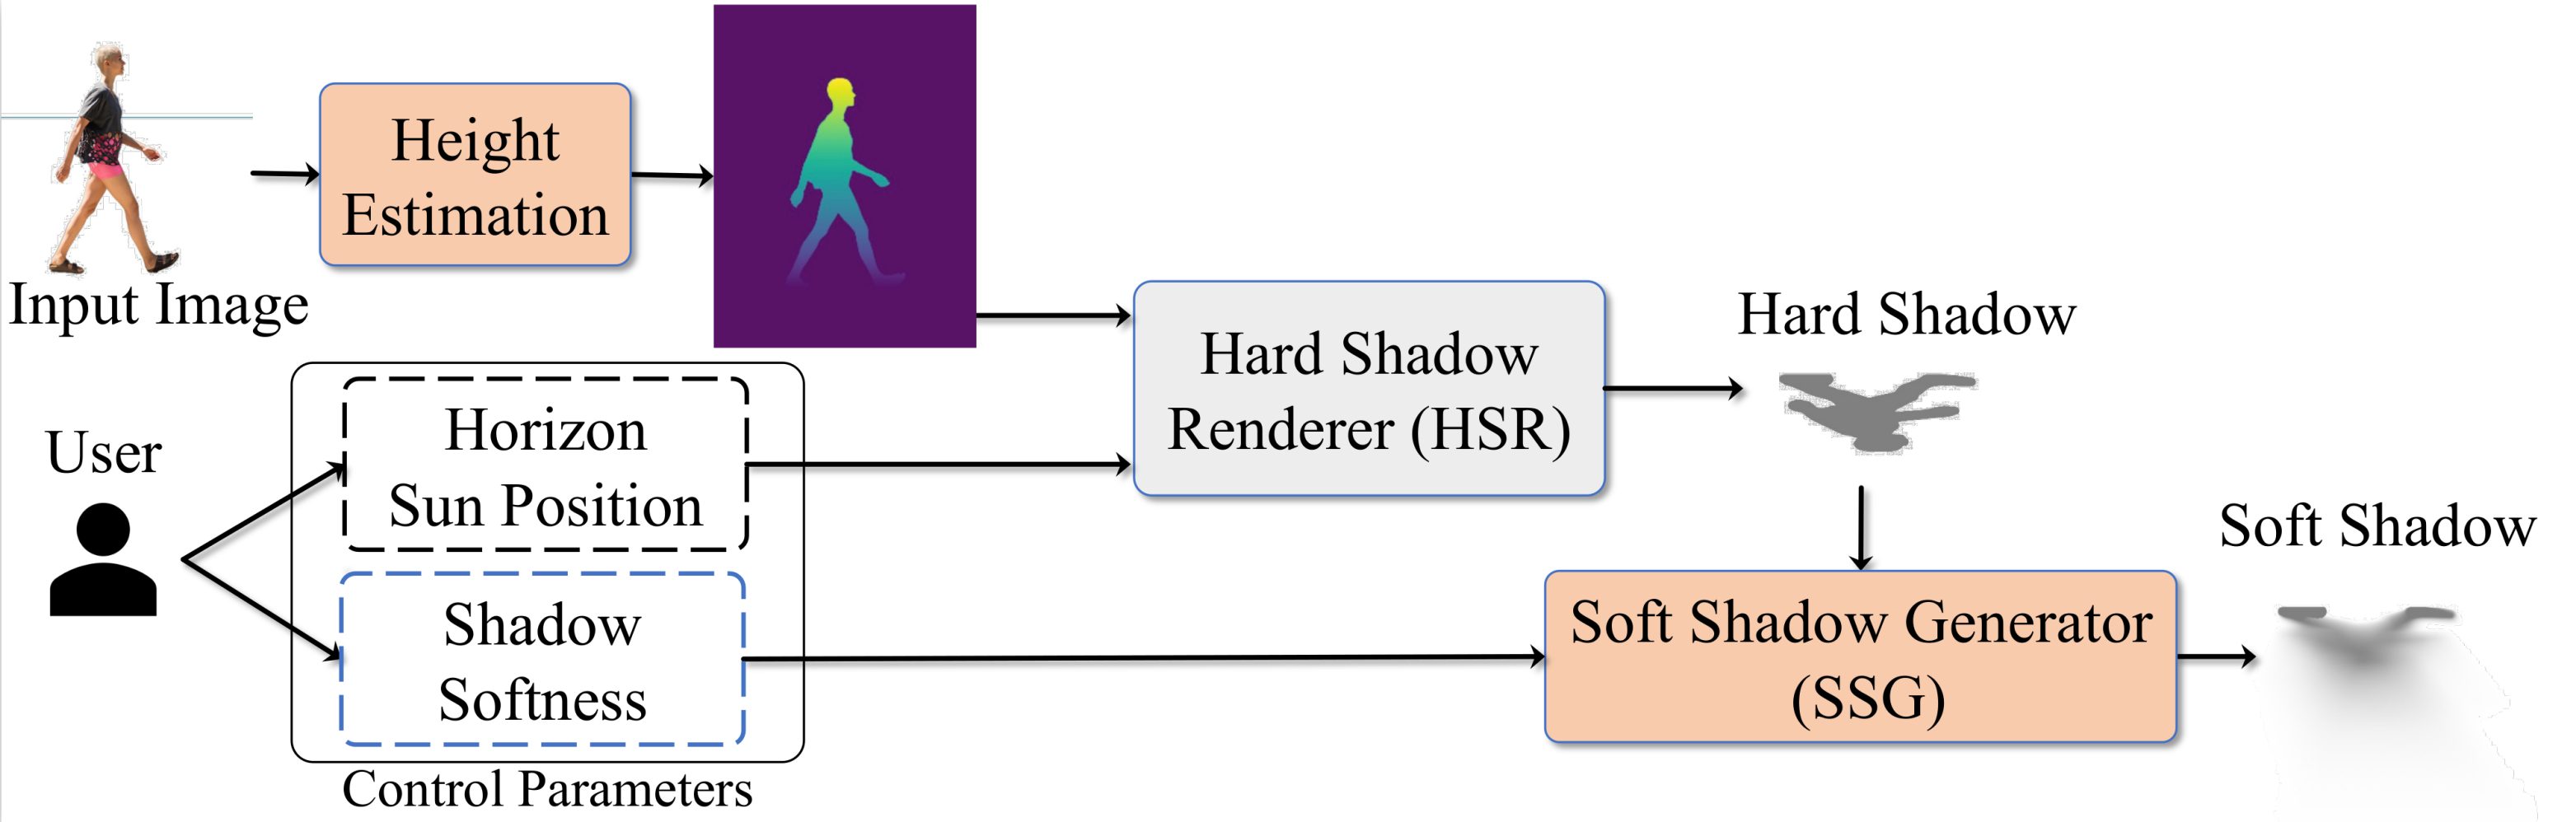 Height
Estimation
Input Image
User
Horizon
Sun Position
Shadow
Softness
Control Parameters
Hard Shadow
Renderer (HSR)
Hard Shadow
Soft Shadow Generator
(SSG)
Soft Shadow